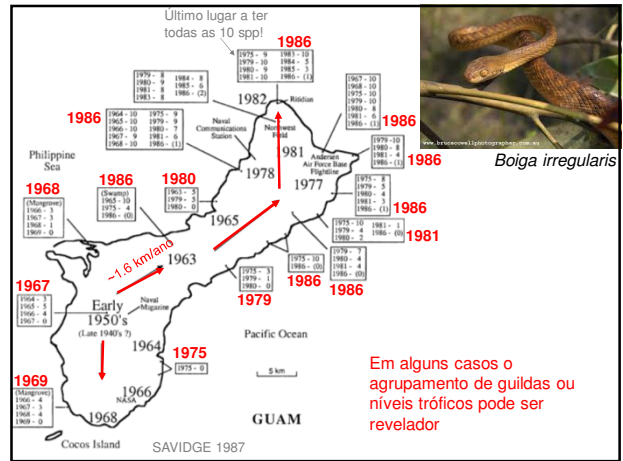 Último lugar a ter
todas as 10 spp!
1986
1975 - 9 1983 - 10
1979 - 10 1984 - 5
1980 - 9 1985 - 3
1981 - 10 1986 - (1)
1979 - 8 1984 - 8
1980 - 9 1985 - 6
1981 - 8 1986 - (2)
1983 - 8
1982
Ritidian
1967 - 10
1968 - 10
1975 - 10
1979 - 10
1980 - 8
1981 - 6
1986 - (1)
1986
www.brucecowellphotographer.com.au
Boiga irregularis
1986
1964 - 10 1975 - 9
1965 - 10 1979 - 9
1966 - 10 1980 - 7
1967 - 9 1981 - 6
1968 - 10 1986 - (1)
Naval
Communications
Station
Northwest
Field
1981
Andersen
Air Force Base
Flightline
1979 - 10
1980 - 8
1981 - 4
1986 - (1)
1986
Philippine
Sea
1978
1977
1968
(Mangrove)
1966 - 3
1967 - 3
1968 - 1
1969 - 0
1986
(Swamp)
1965 - 10
1975 - 4
1986 - (0)
1980
1963 - 5
1979 - 5
1980 - 0
1965
1975 - 8
1979 - 5
1980 - 4
1981 - 3
1986 - (1)
1986
1975 - 10 1981 - 1
1979 - 4 1986 - (0)
1980 - 2
1981
~1.6 km/ano
1963
1979 - 7
1980 - 4
1981 - 4
1986 - (0)
1986
1975 - 10
1986 - (0)
1986
1975 - 3
1979 - 1
1980 - 0
1979
1967
1964 - 3
1965 - 5
1966 - 4
1967 - 0
Early
1950's
(Late 1940's ?)
Naval
Magazine
Pacific Ocean
1964
1975
1975 - 0
5 km
1969
(Mangrove)
1966 - 4
1967 - 3
1968 - 4
1969 - 0
1966
NASA
1968
GUAM
Cocos Island
SAVIDGE 1987
Em alguns casos o
agrupamento de guildas ou
níveis tróficos pode ser
revelador